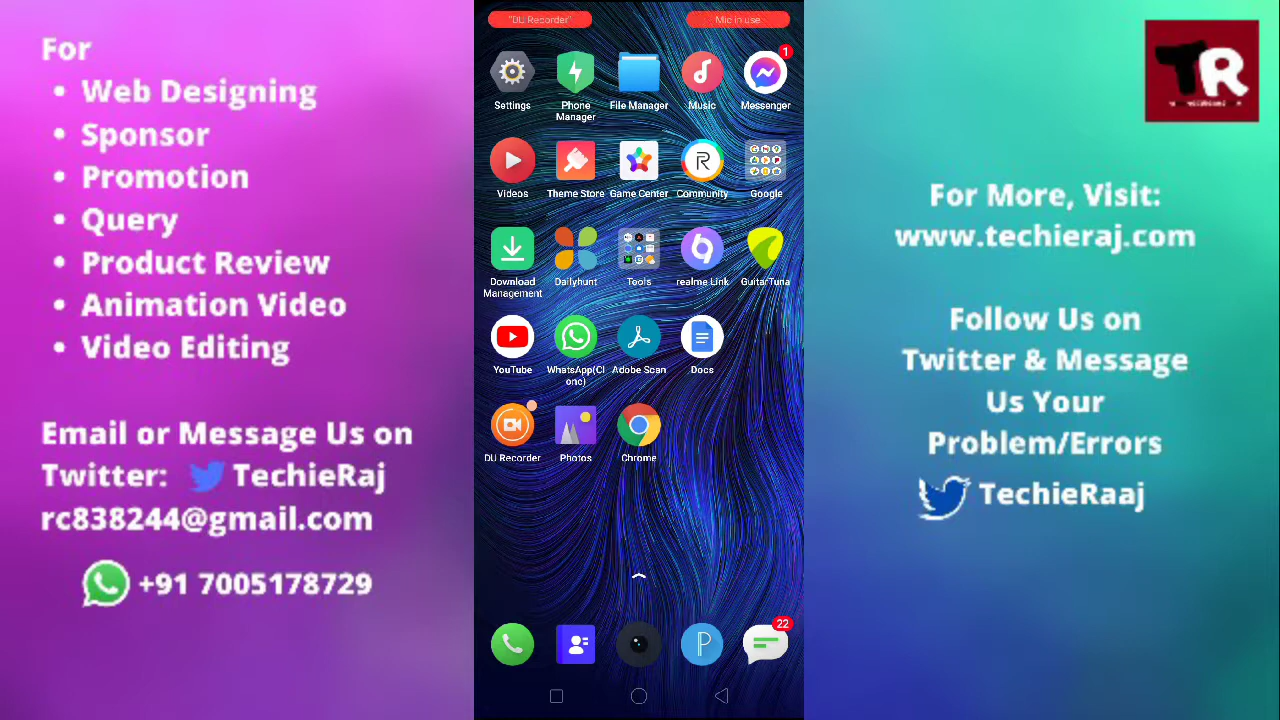 For
• Web Designing
• Sponsor
• Promotion
• Query
• Product Review
• Animation Video
• Video Editing
Email or Message Us on
Twitter: TechieRaj
rc838244@gmail.com
+91 7005178729
"DU Recorder"
Mic in use
1
Settings
Phone
Manager
File Manager
Music
Messenger
Videos
Theme Store
Game Center
Community
Google
Download
Management
Dailyhunt
Tools
realme Link
GuitarTuna
YouTube
WhatsApp(Cl
one)
Adobe Scan
Docs
DU Recorder
Photos
Chrome
22
TR
For More, Visit:
www.techieraj.com
Follow Us on
Twitter & Message
Us Your
Problem/Errors
TechieRaaj